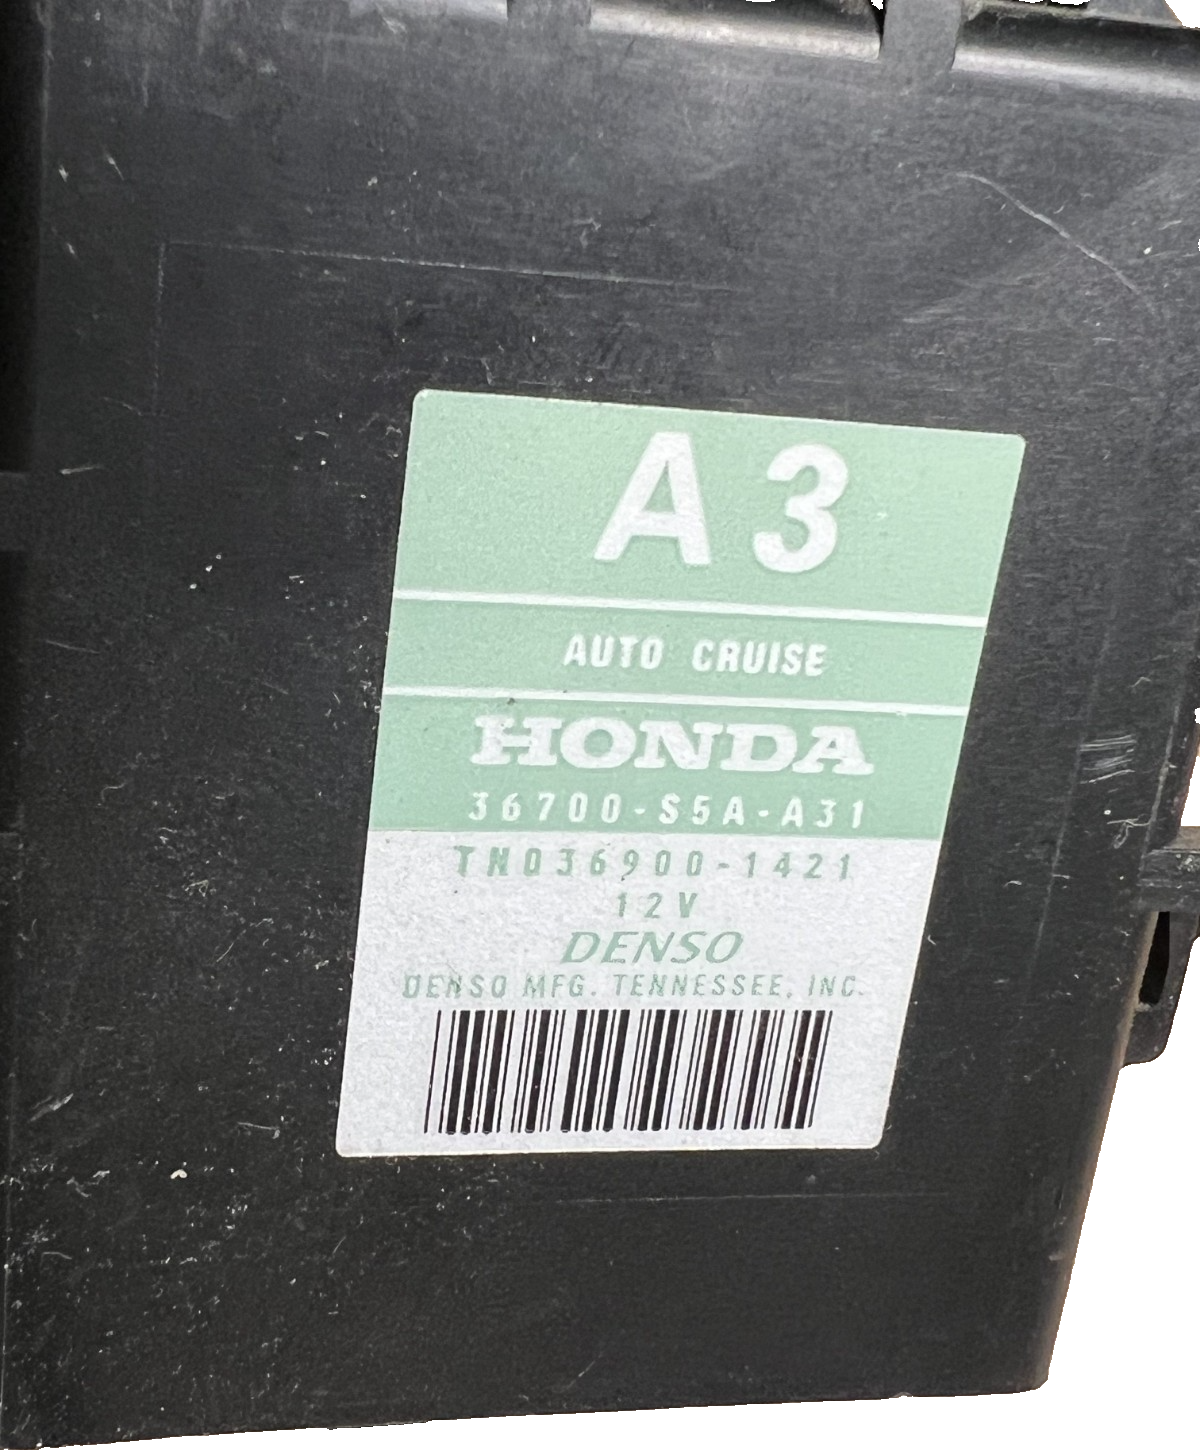 A3
AUTO CRUISE
HONDA
36700-S5A-A31
TN036900-1421
12V
DENSO
DENSO MFG. TENNESSEE, INC.